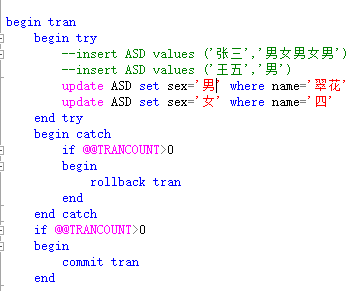 begin tran
begin try
--insert ASD values ('张三','男女男女男')
--insert ASD values ('王五','男')
update ASD set sex='男' where name='翠花'
update ASD set sex='女' where name='四'
end try
begin catch
if @@TRANCOUNT>0
begin
rollback tran
end
end catch
if @@TRANCOUNT>0
begin
commit tran
end